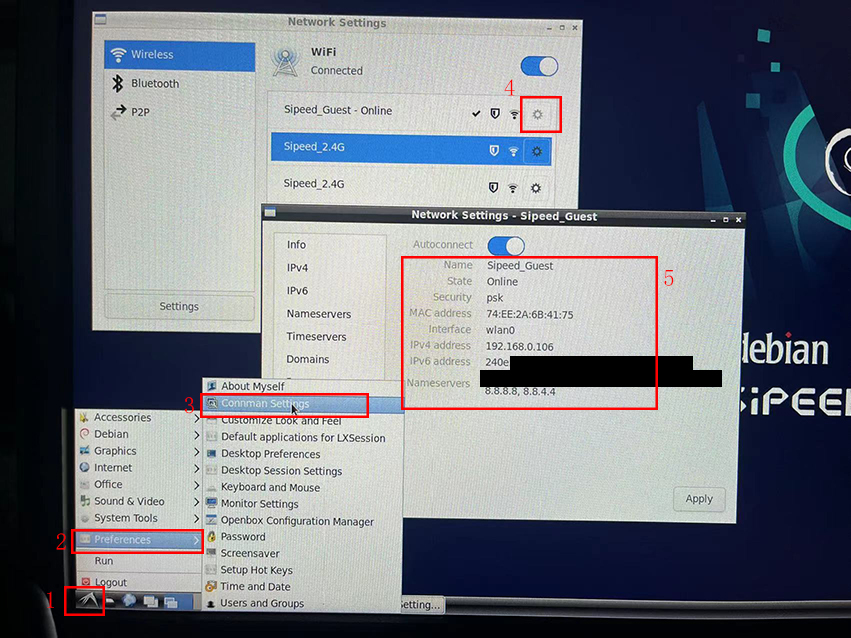 Network Settings
Wireless
Bluetooth
P2P
Settings
WiFi
Connected
4
Sipeed_Guest - Online
Sipeed_2.4G
Sipeed_2.4G
Network Settings - Sipeed_Guest
Info
IPv4
IPv6
Nameservers
Timeservers
Domains
Autoconnect
5
Name Sipeed_Guest
State Online
Security psk
MAC address 74:EE:2A:6B:41:75
Interface wlan0
IPv4 address 192.168.0.106
IPv6 address 240e
Nameservers
8.8.8.8, 8.8.4.4
Apply
debian
SiPEED
About Myself
3 Connman Settings
Customize Look and Feel
Default applications for LXSession
Desktop Preferences
Desktop Session Settings
Keyboard and Mouse
Monitor Settings
Openbox Configuration Manager
Password
Screensaver
Setup Hot Keys
Time and Date
Users and Groups
Accessories
Debian
Graphics
Internet
Office
Sound & Video
System Tools
2 Preferences
Run
Logout
1
Setting...